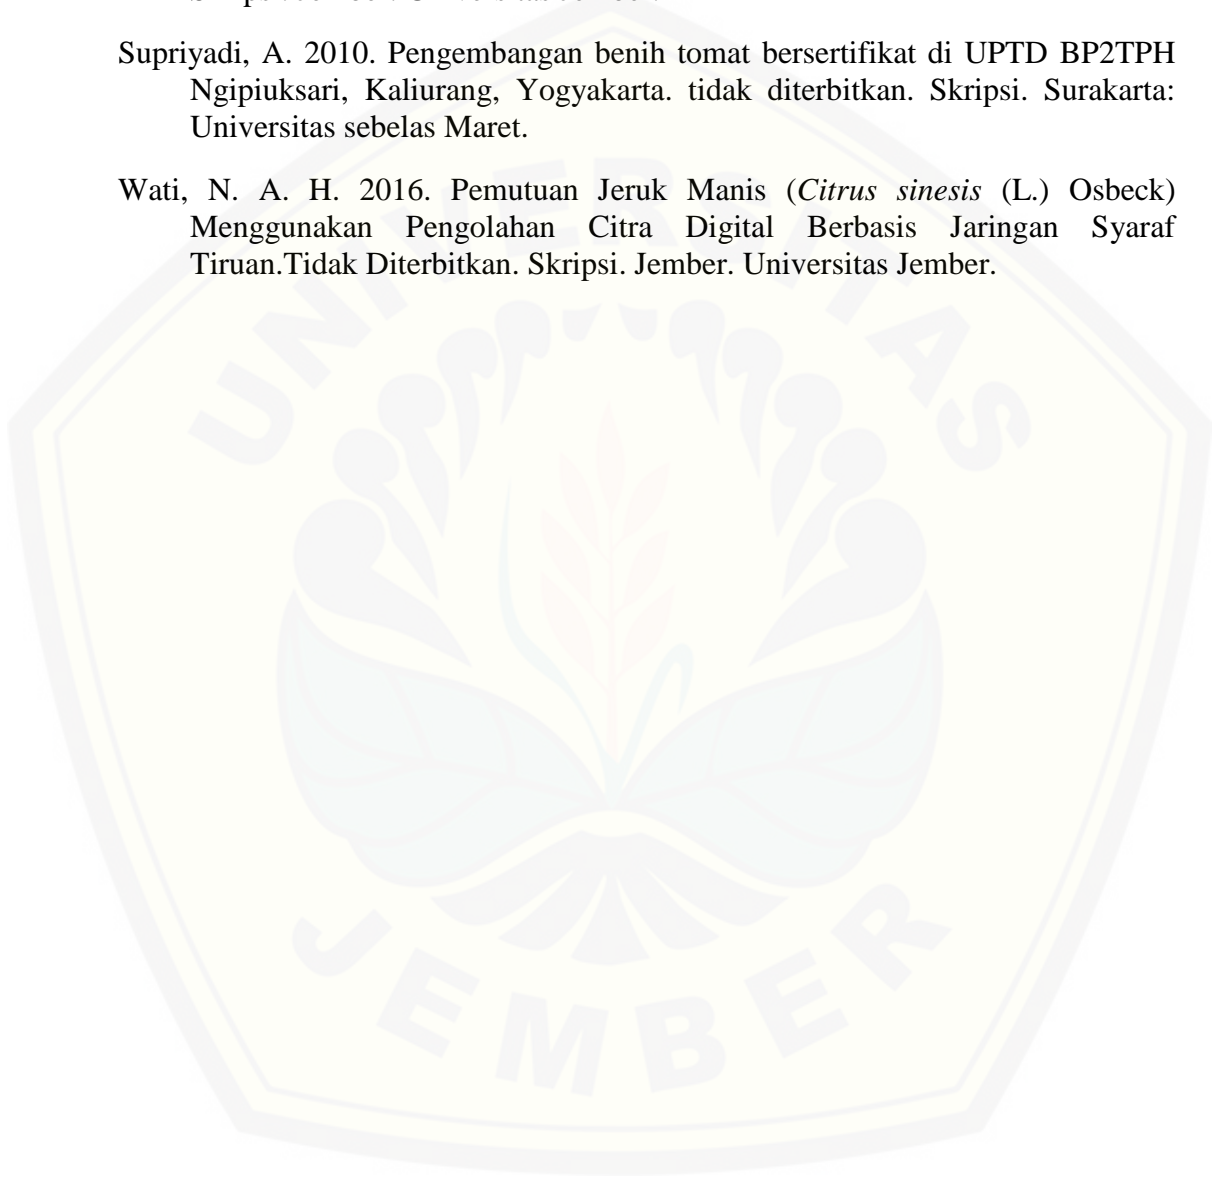 Supriyadi, A. 2010. Pengembangan benih tomat bersertifikat di UPTD BP2TPH
Ngipiuksari, Kaliurang, Yogyakarta. tidak diterbitkan. Skripsi. Surakarta:
Universitas sebelas Maret.
Wati, N. A. H. 2016. Pemutuan Jeruk Manis (Citrus sinesis (L.) Osbeck)
Menggunakan Pengolahan Citra Digital Berbasis Jaringan Syaraf
Tiruan.Tidak Diterbitkan. Skripsi. Jember. Universitas Jember.
UNIVERSITAS
JEMBER